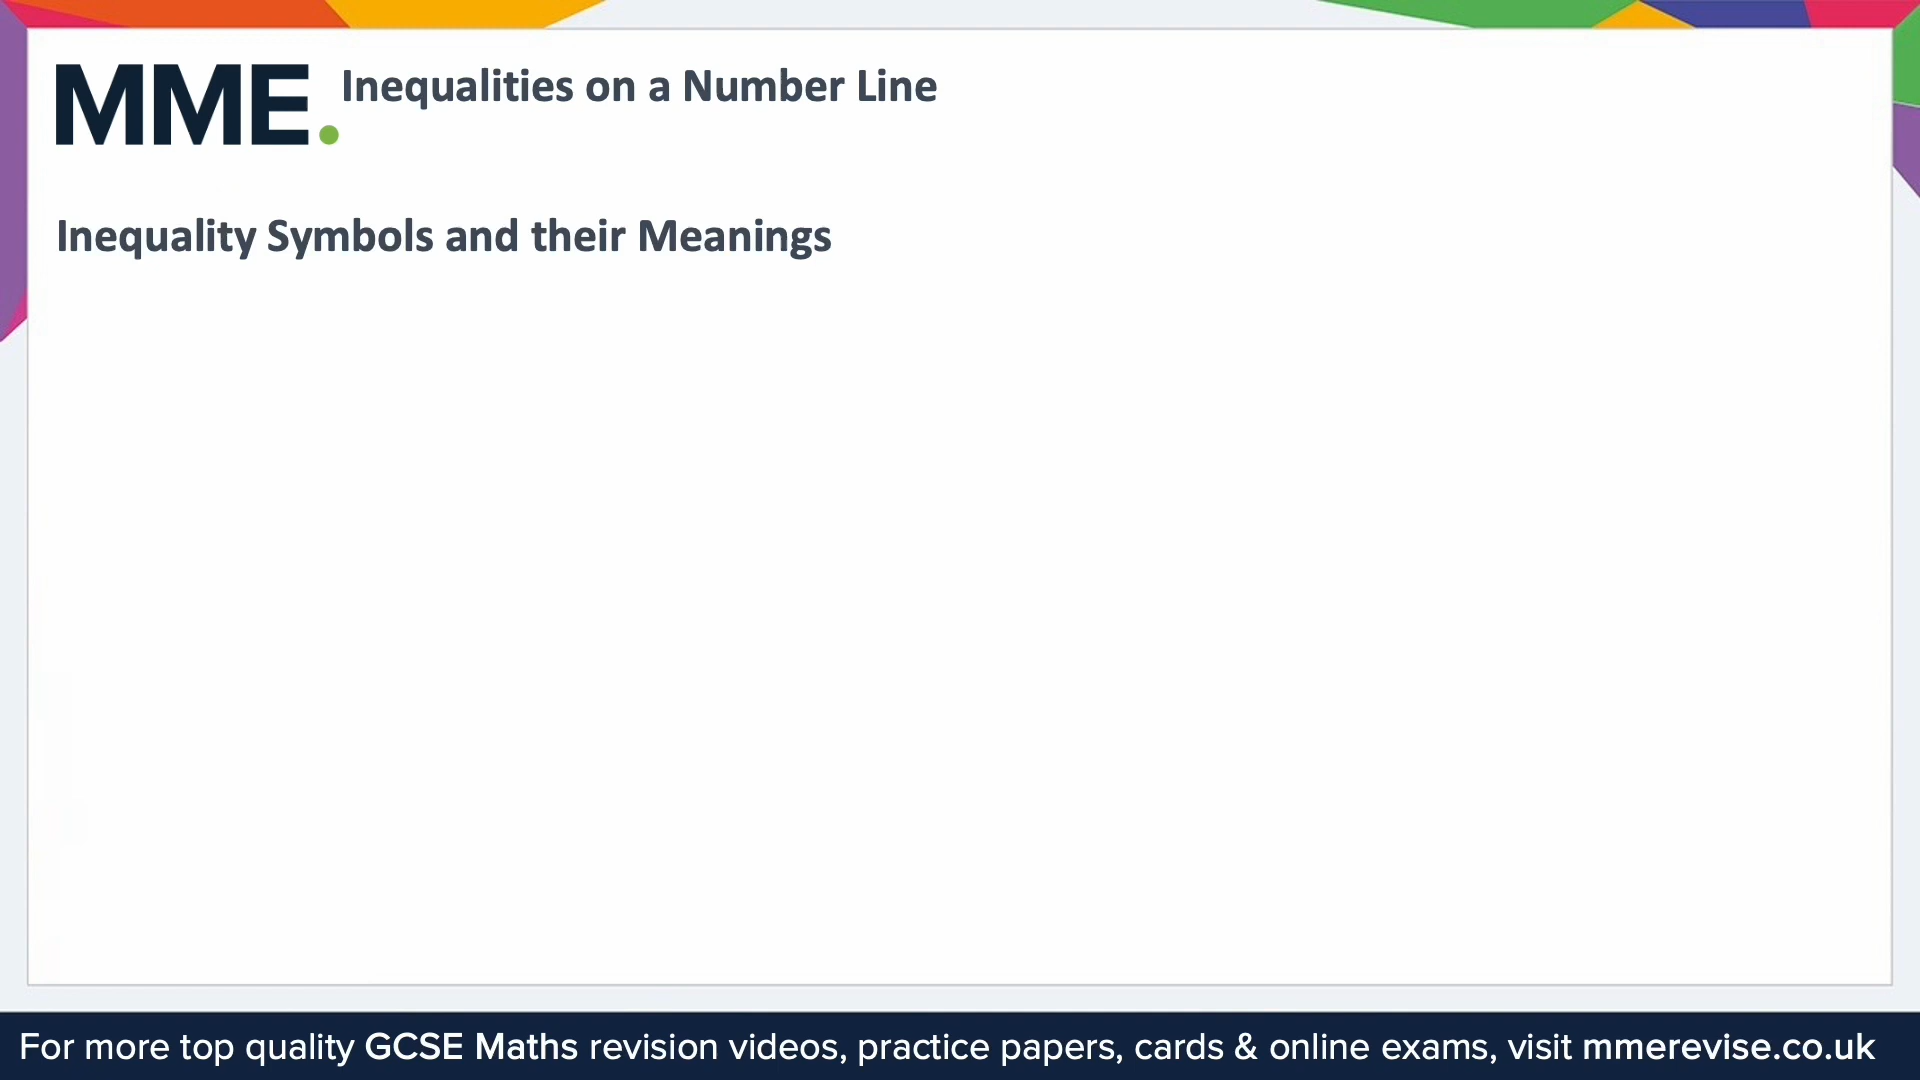 MME.
Inequalities on a Number Line
Inequality Symbols and their Meanings
For more top quality GCSE Maths revision videos, practice papers, cards & online exams, visit mmerevise.co.uk